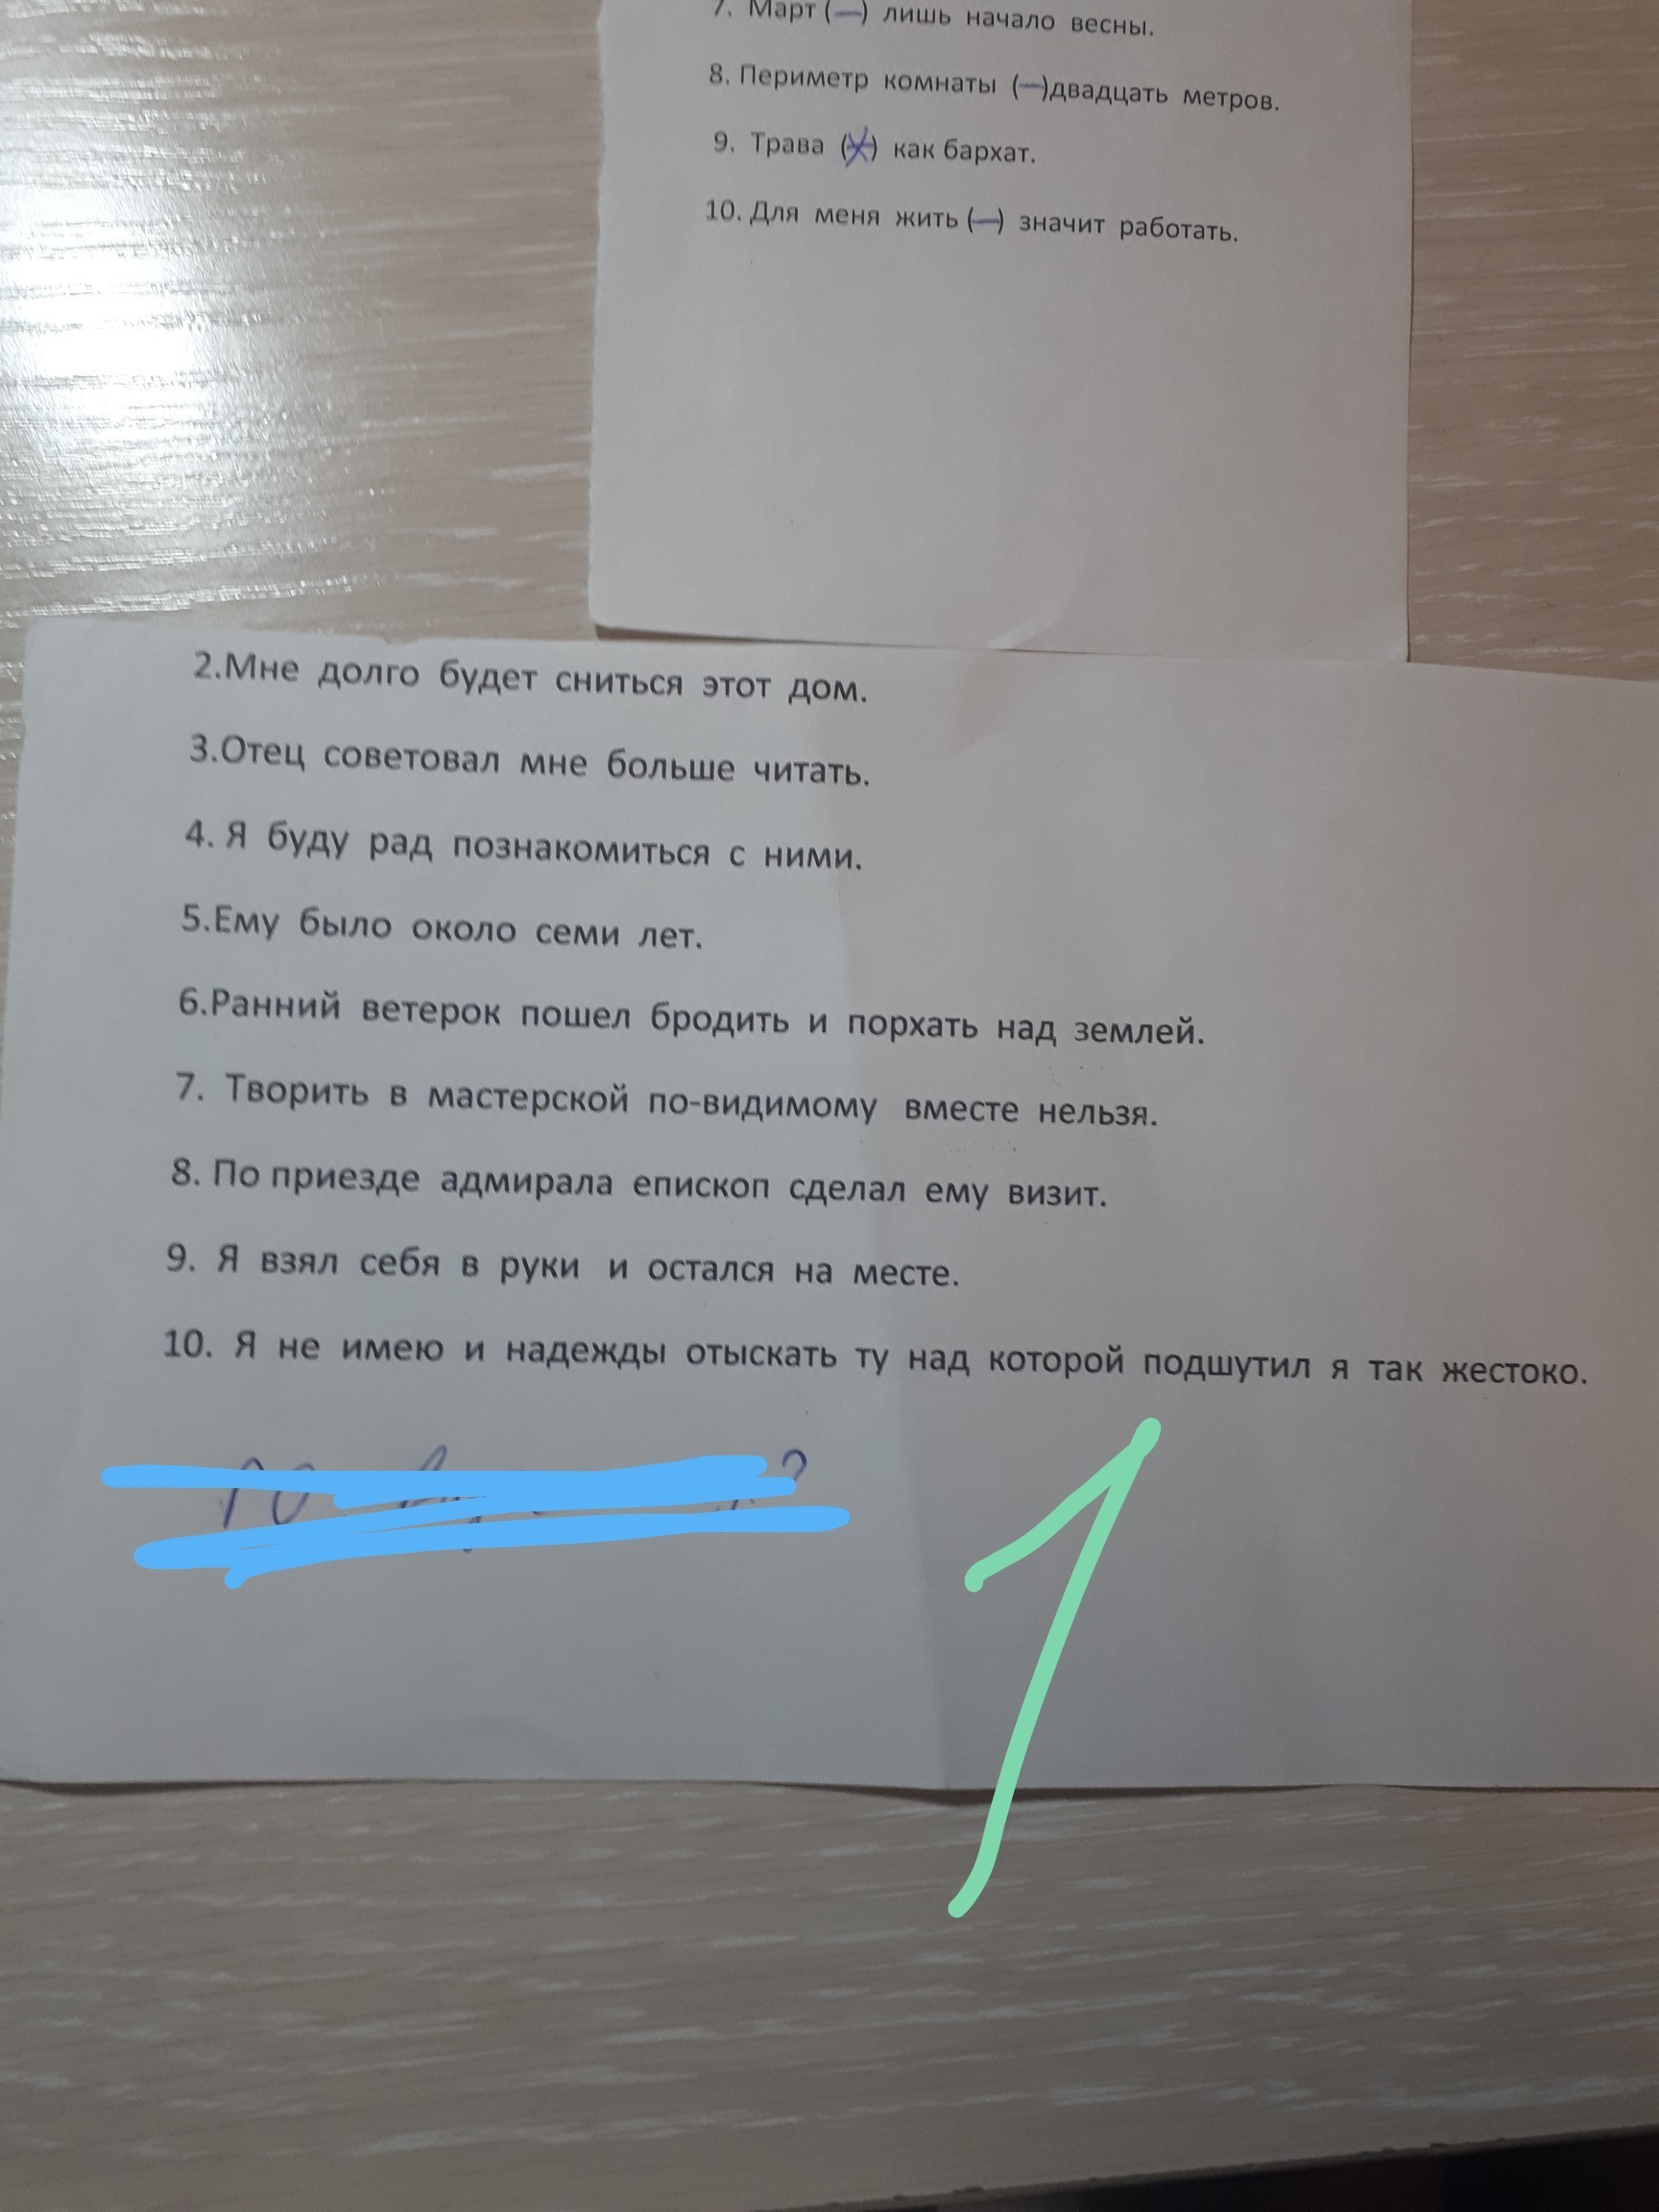 7. Март (—) лишь начало весны.
8. Периметр комнаты (—)двадцать метров.
9. Трава (X) как бархат.
10. Для меня жить (—) значит работать.
2.Мне долго будет сниться этот дом.
3.Отец советовал мне больше читать.
4. Я буду рад познакомиться с ними.
5.Ему было около семи лет.
6.Ранний ветерок пошел бродить и порхать над землей.
7. Творить в мастерской по-видимому вместе нельзя.
8. По приезде адмирала епископ сделал ему визит.
9. Я взял себя в руки и остался на месте.
10. Я не имею и надежды отыскать ту над которой подшутил я так жестоко.
1